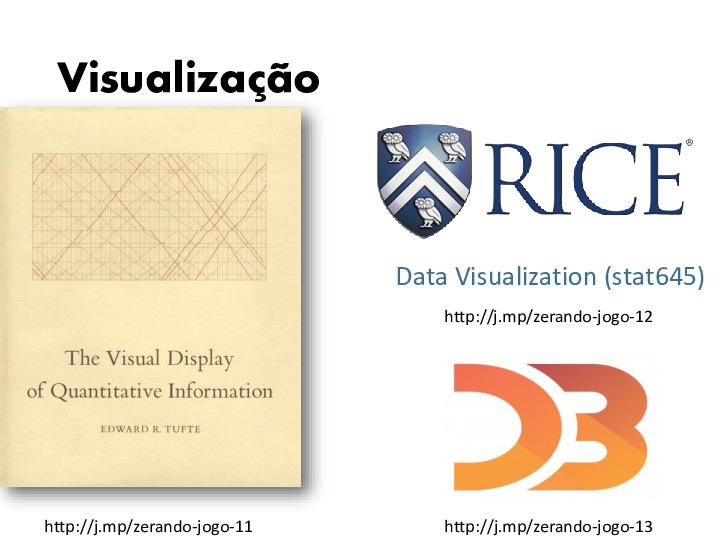 Visualização
The Visual Display
of Quantitative Information
EDWARD R. TUFTE
http://j.mp/zerando-jogo-11
RICE®
Data Visualization (stat645)
http://j.mp/zerando-jogo-12
D3
http://j.mp/zerando-jogo-13